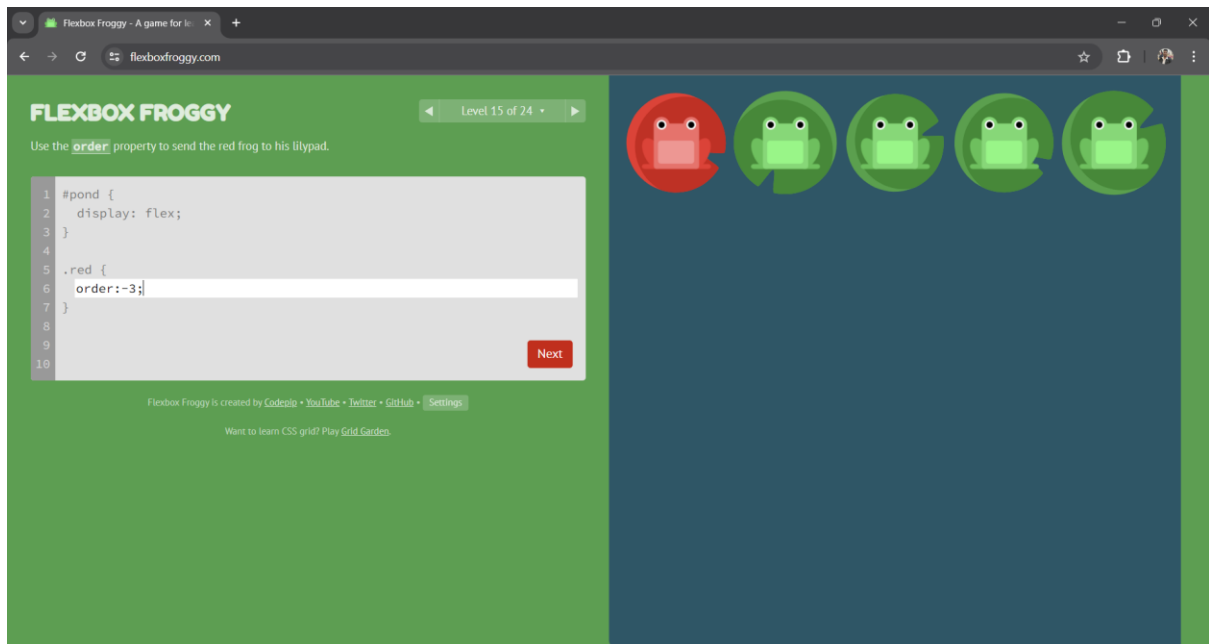 Flexbox Froggy - A game for le
flexboxfroggy.com
FLEXBOX FROGGY
Level 15 of 24
Use the order property to send the red frog to his lilypad.
1 #pond {
2 display: flex;
3 }
4
5 .red {
6 order:-3;
7 }
8
9
10
Next
Flexbox Froggy is created by Codepip • YouTube • Twitter • GitHub • Settings
Want to learn CSS grid? Play Grid Garden.